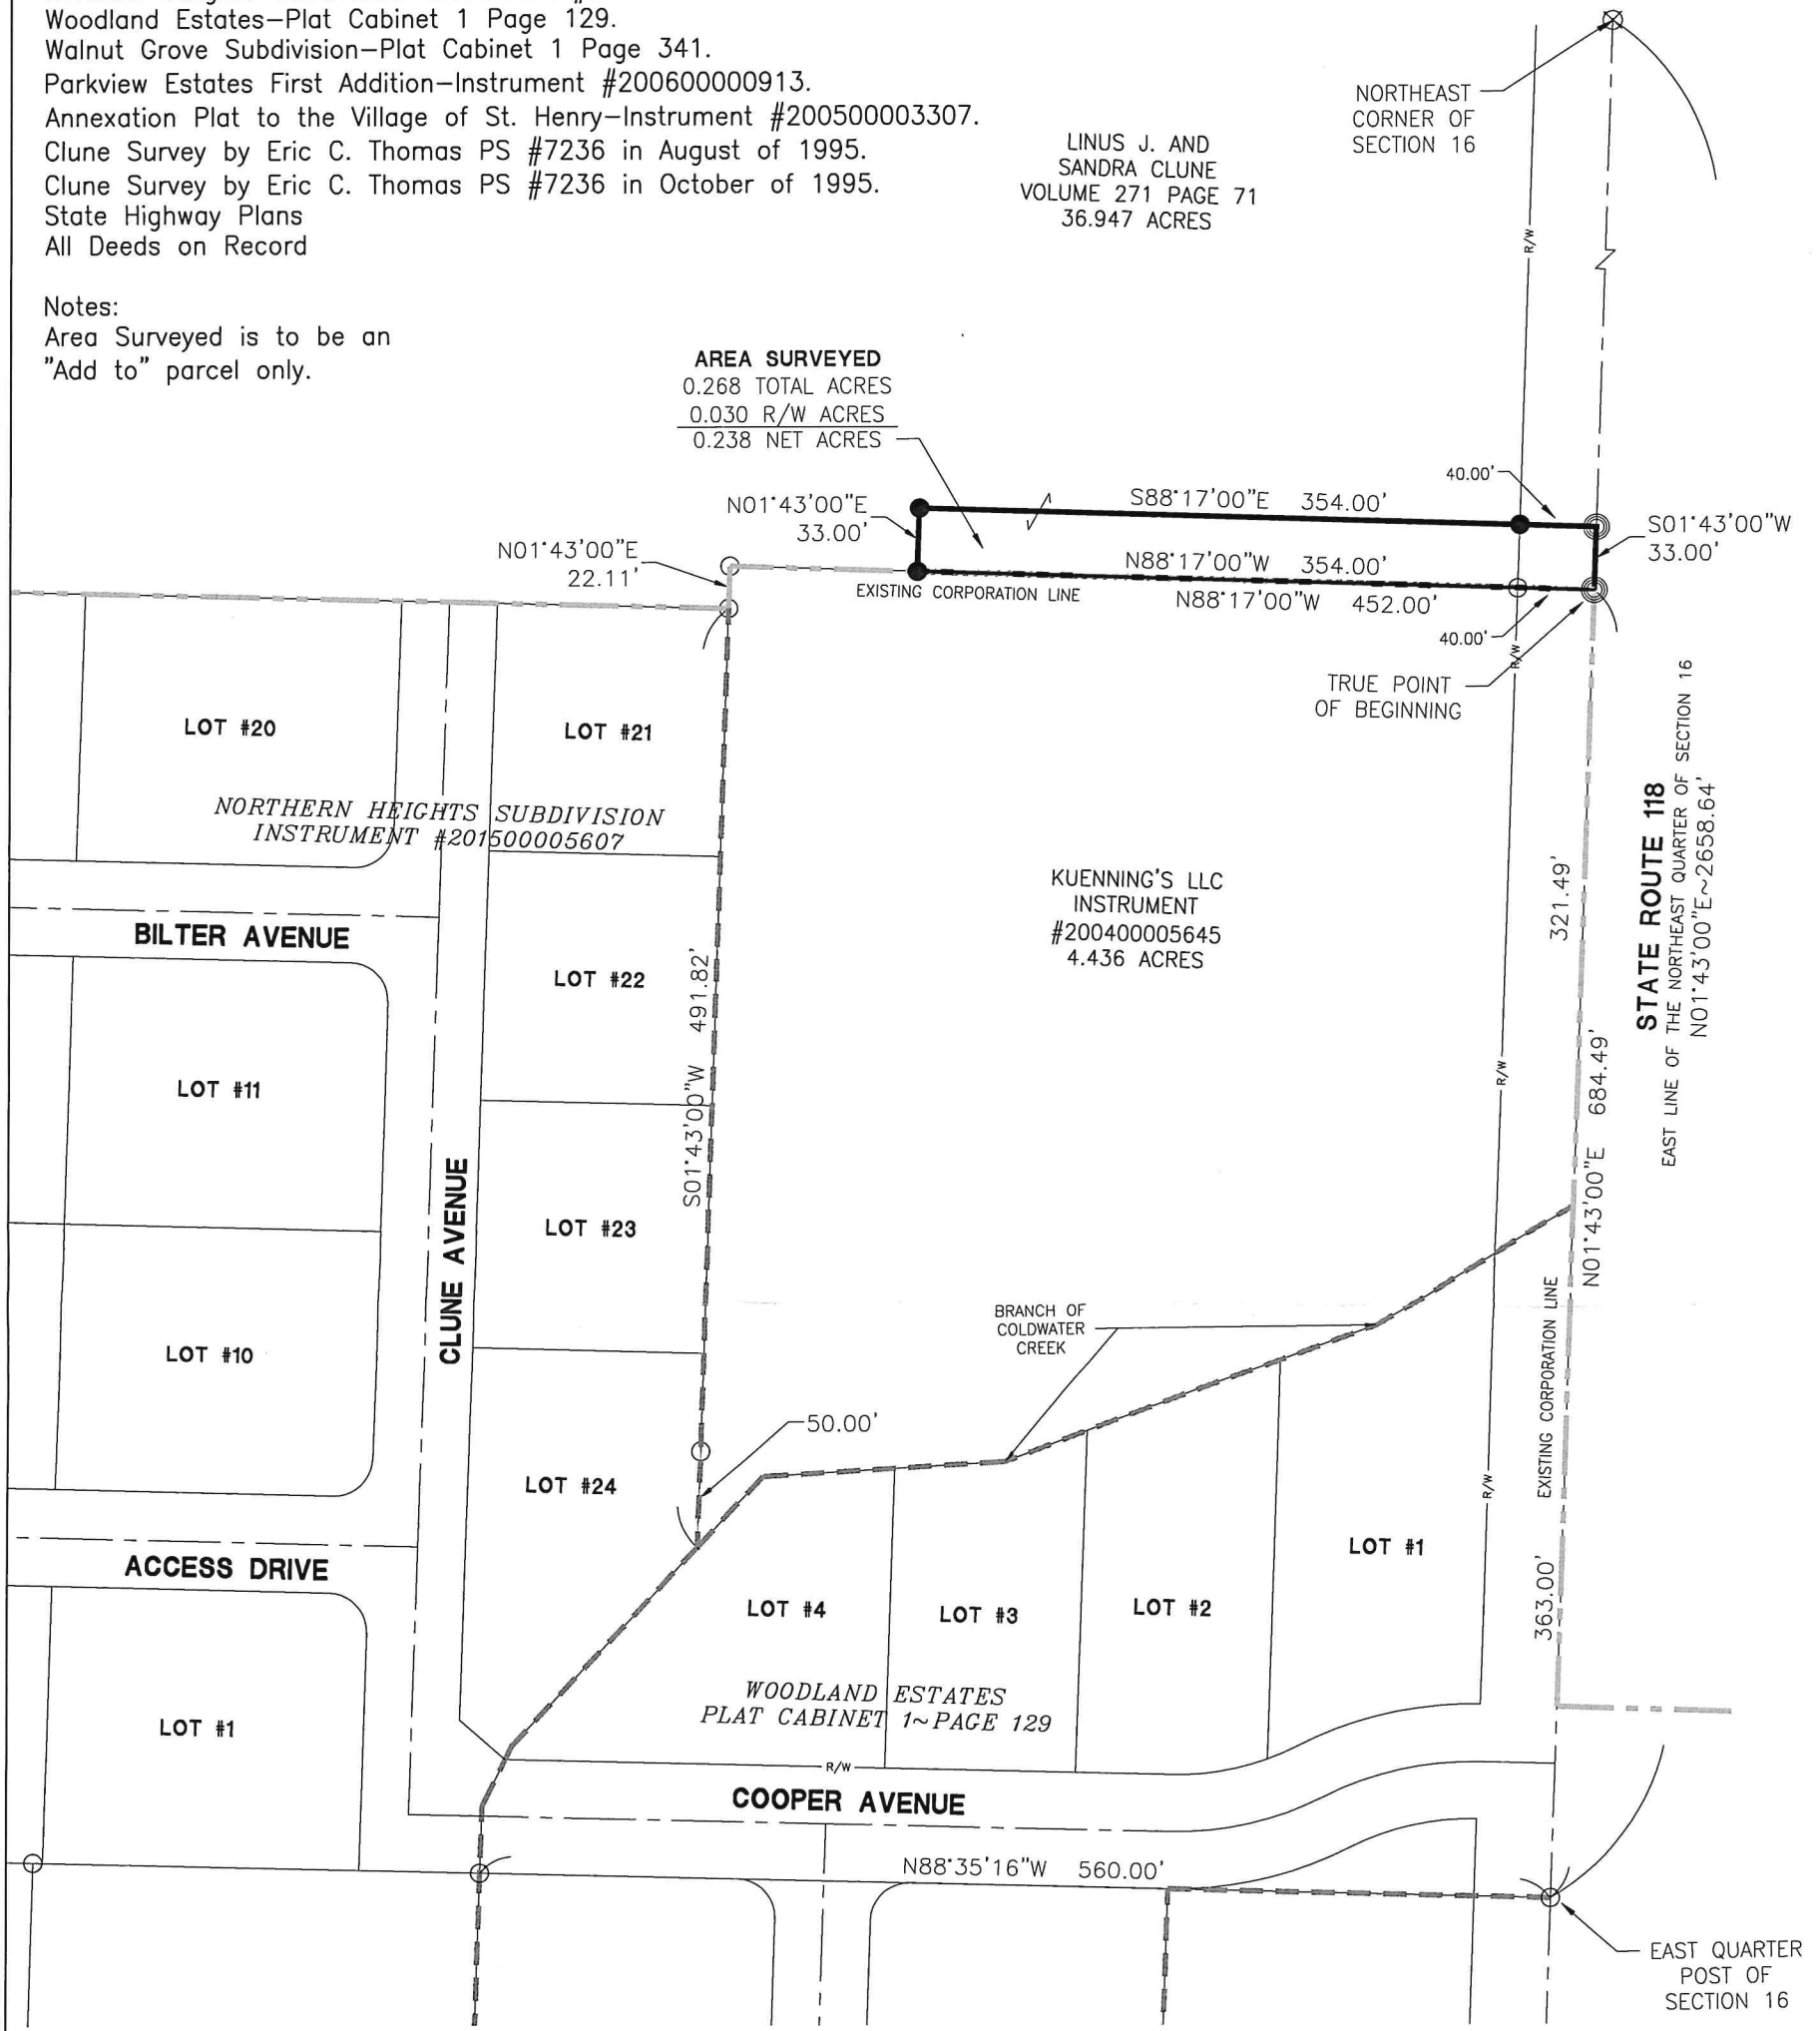 Woodland Estates–Plat Cabinet 1 Page 129.
Walnut Grove Subdivision–Plat Cabinet 1 Page 341.
Parkview Estates First Addition–Instrument #200600000913.
Annexation Plat to the Village of St. Henry–Instrument #200500003307.
Clune Survey by Eric C. Thomas PS #7236 in August of 1995.
Clune Survey by Eric C. Thomas PS #7236 in October of 1995.
State Highway Plans
All Deeds on Record
Notes:
Area Surveyed is to be an
"Add to" parcel only.
LINUS J. AND
SANDRA CLUNE
VOLUME 271 PAGE 71
36.947 ACRES
NORTHEAST
CORNER OF
SECTION 16
R/W
AREA SURVEYED
0.268 TOTAL ACRES
0.030 R/W ACRES
0.238 NET ACRES
40.00'
S88°17'00"E 354.00'
N01°43'00"E
33.00'
S01°43'00"W
33.00'
N01°43'00"E
22.11'
N88°17'00"W 354.00'
EXISTING CORPORATION LINE
N88°17'00"W 452.00'
40.00'
R/W
TRUE POINT
OF BEGINNING
LOT #20
LOT #21
NORTHERN HEIGHTS SUBDIVISION
INSTRUMENT #201500005607
KUENNING'S LLC
INSTRUMENT
#200400005645
4.436 ACRES
321.49'
STATE ROUTE 118
EAST LINE OF THE NORTHEAST QUARTER OF SECTION 16
N01°43'00"E~2658.64'
BILTER AVENUE
LOT #22
S01°43'00"W 491.82'
LOT #11
R/W
N01°43'00"E 684.49'
CLUNE AVENUE
LOT #23
LOT #10
BRANCH OF
COLDWATER
CREEK
EXISTING CORPORATION LINE
50.00'
LOT #24
R/W
LOT #1
ACCESS DRIVE
LOT #4
LOT #3
LOT #2
363.00'
WOODLAND ESTATES
PLAT CABINET 1~PAGE 129
LOT #1
R/W
COOPER AVENUE
N88°35'16"W 560.00'
EAST QUARTER
POST OF
SECTION 16